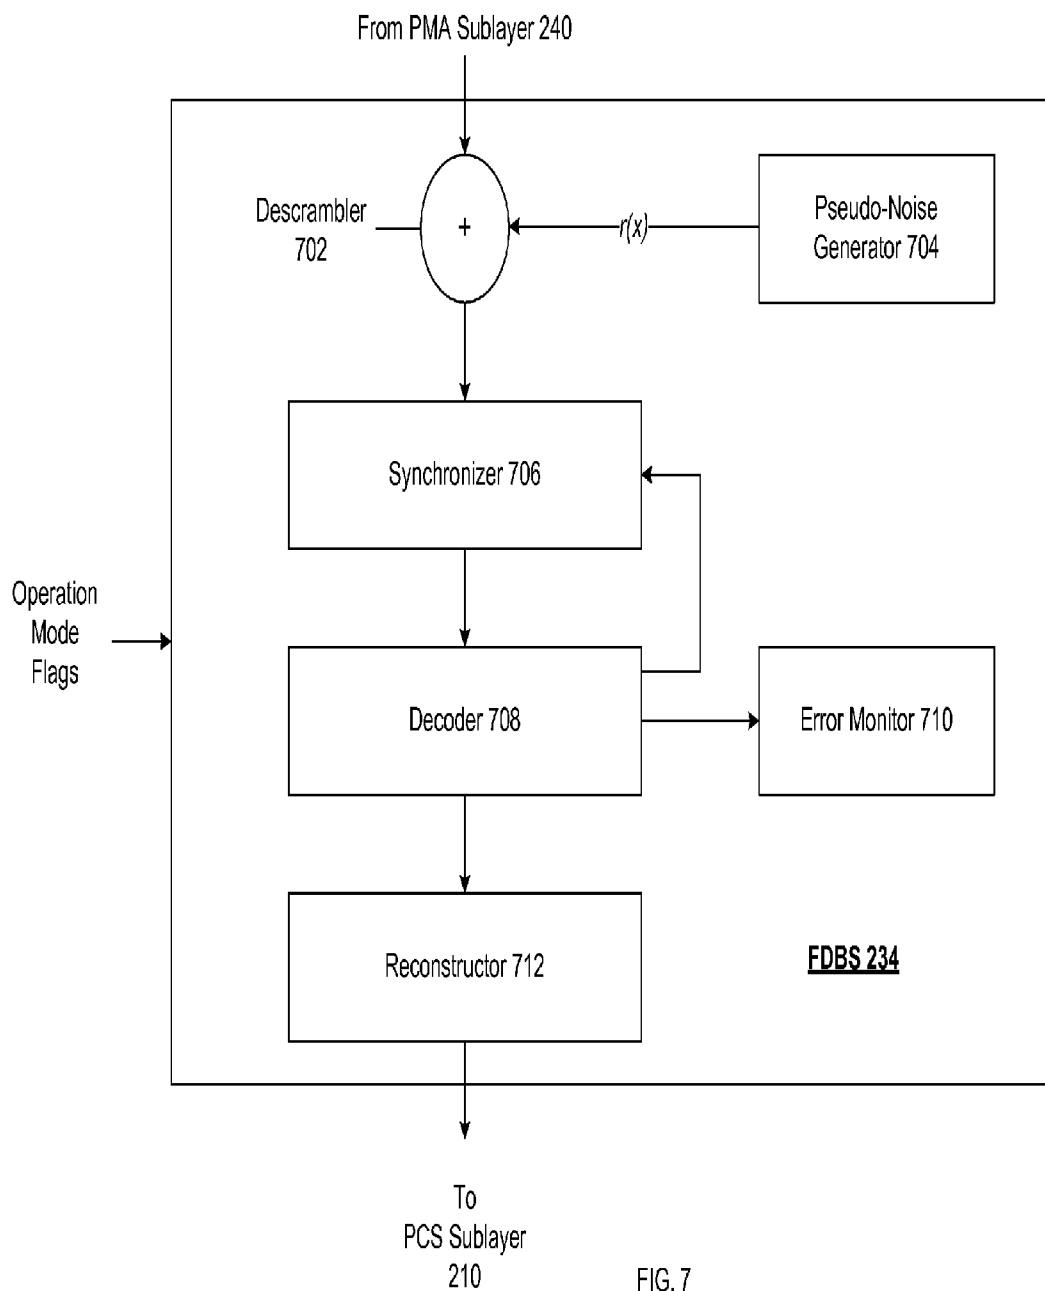 From PMA Sublayer 240
Descrambler
702
+
r(x)
Pseudo-Noise
Generator 704
Synchronizer 706
Operation
Mode
Flags
Decoder 708
Error Monitor 710
Reconstructor 712
FDBS 234
To
PCS Sublayer
210
FIG. 7